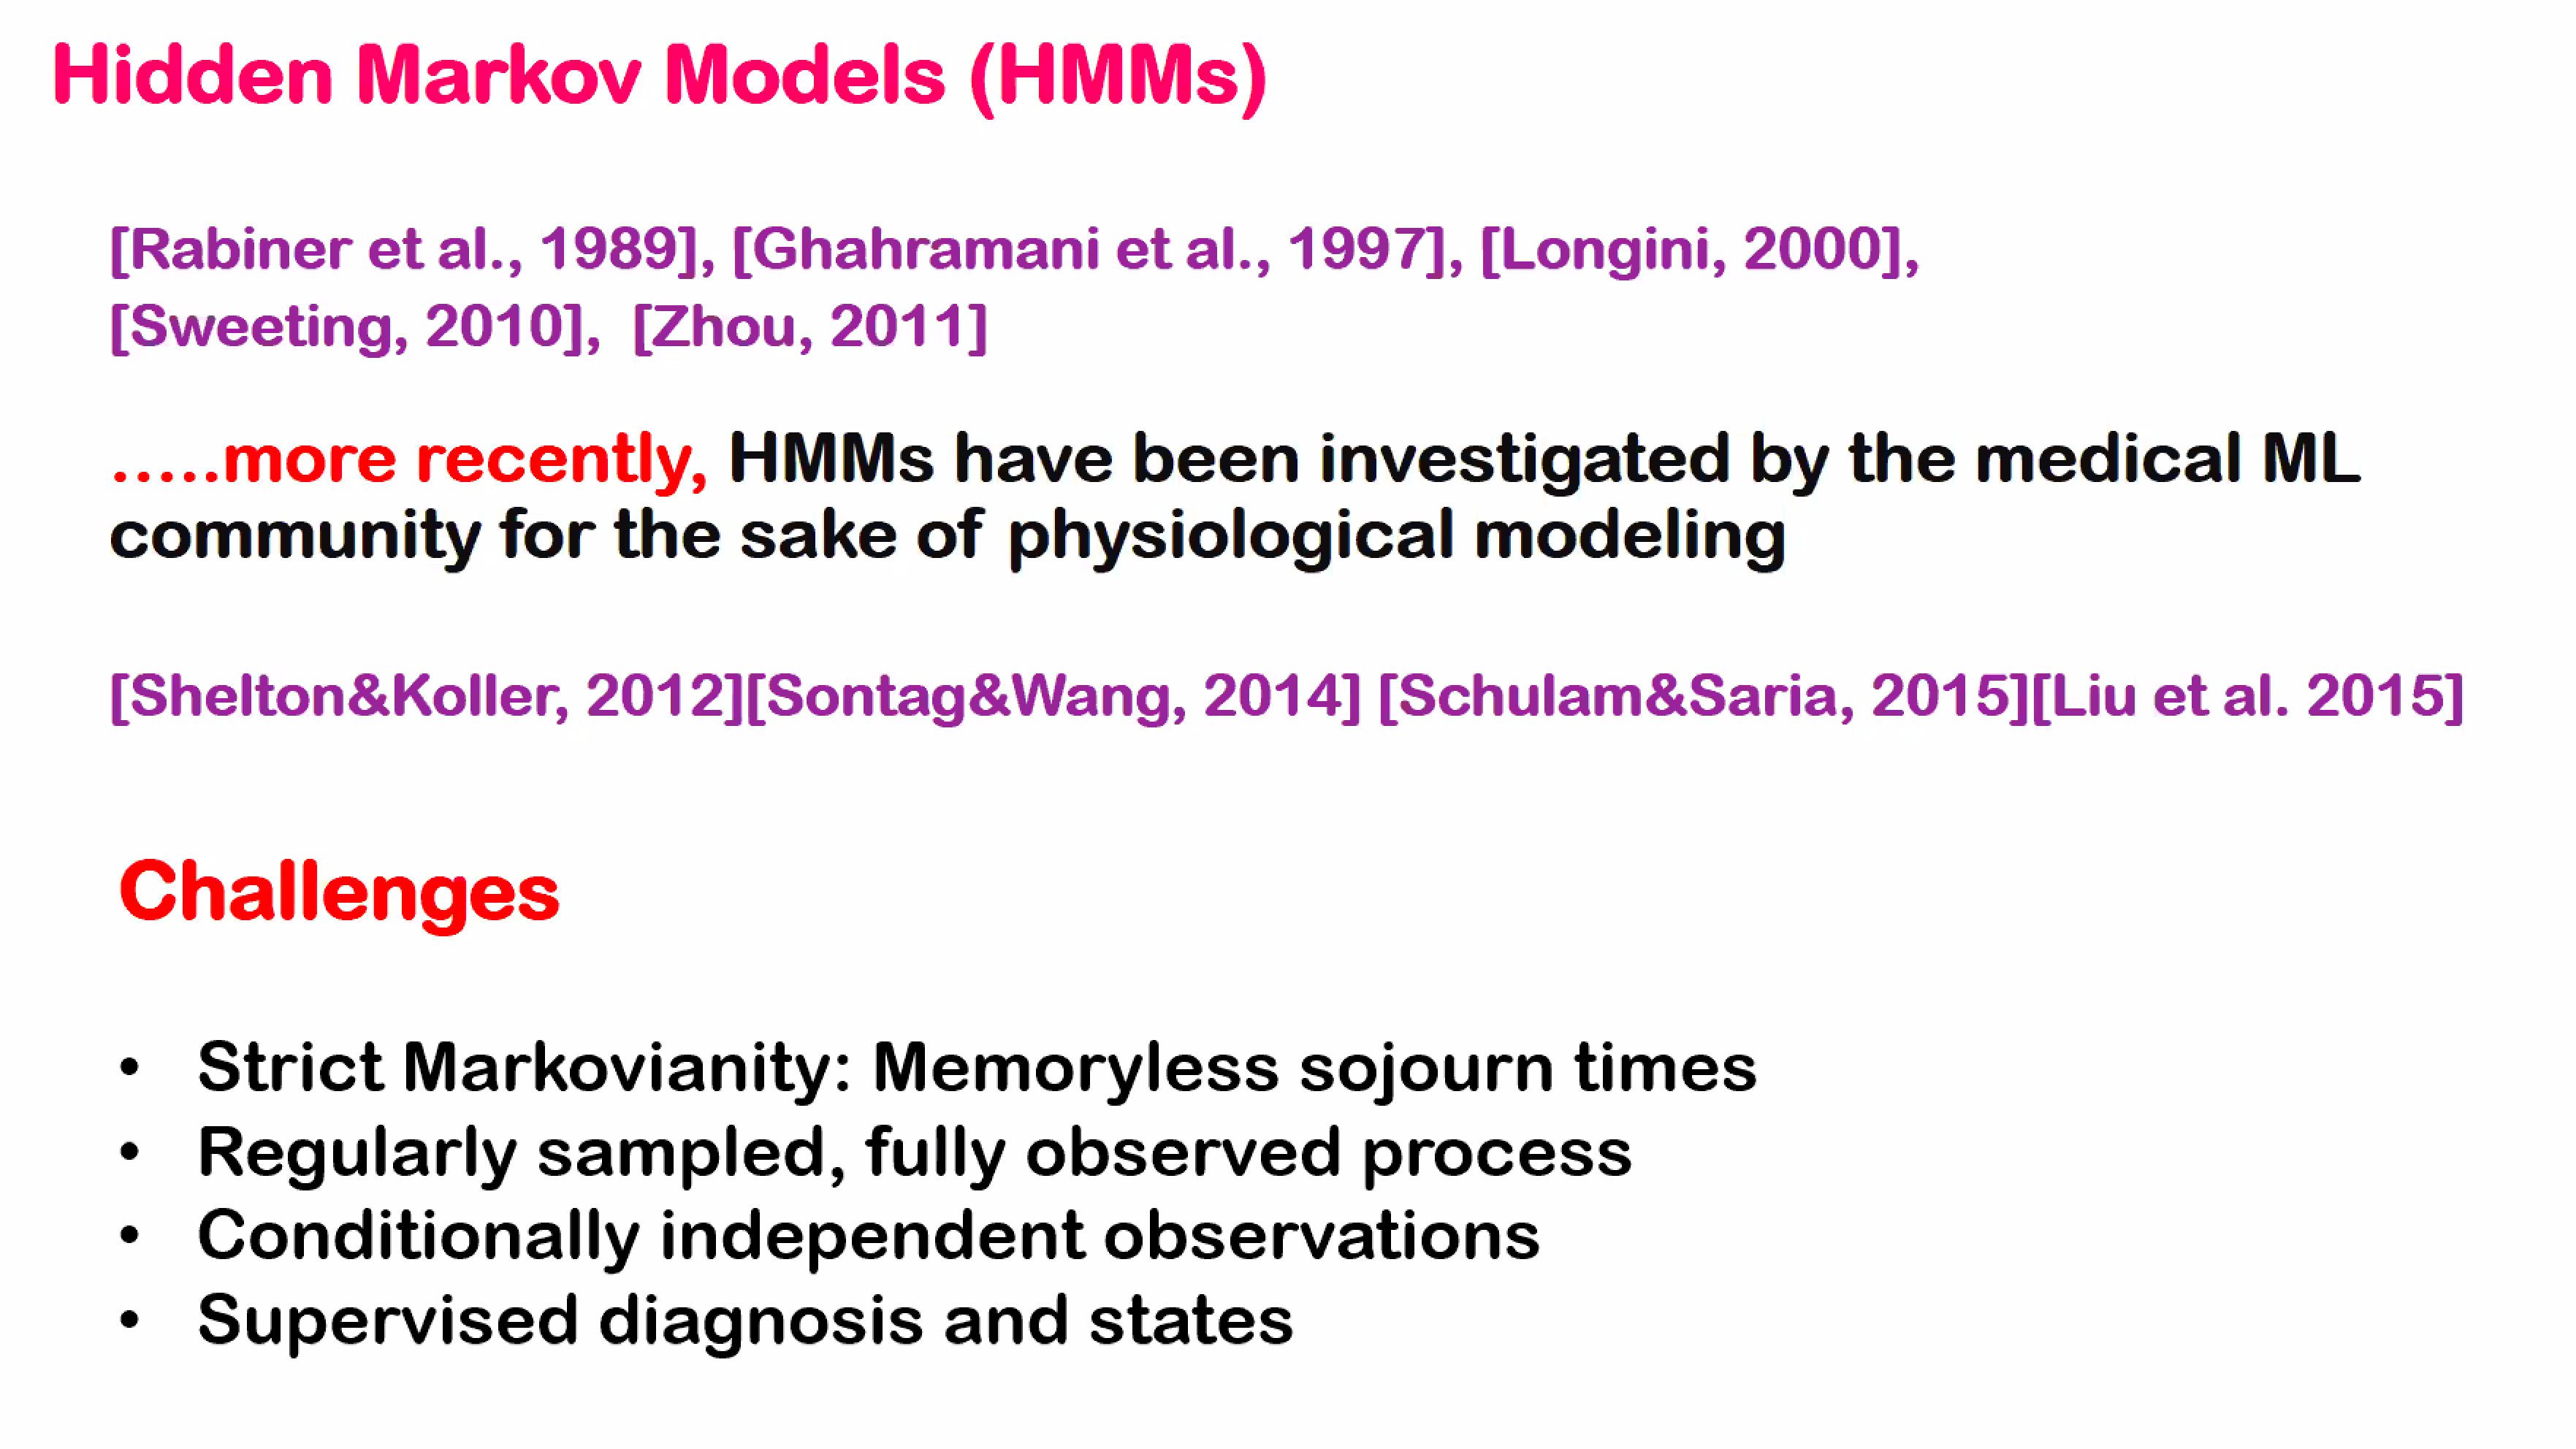 Hidden Markov Models (HMMs)
[Rabiner et al., 1989], [Ghahramani et al., 1997], [Longini, 2000],
[Sweeting, 2010], [Zhou, 2011]
.....more recently, HMMs have been investigated by the medical ML
community for the sake of physiological modeling
[Shelton&Koller, 2012][Sontag&Wang, 2014] [Schulam&Saria, 2015][Liu et al. 2015]
Challenges
• Strict Markovianity: Memoryless sojourn times
• Regularly sampled, fully observed process
• Conditionally independent observations
• Supervised diagnosis and states